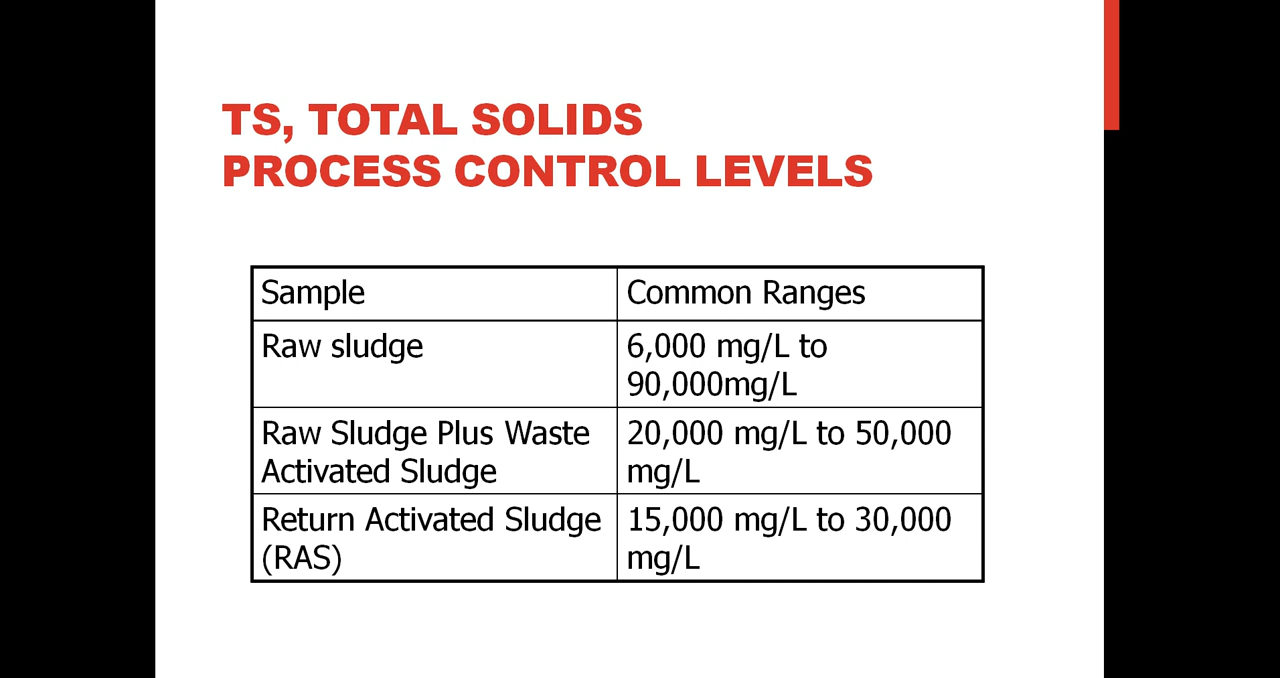 TS, TOTAL SOLIDS
PROCESS CONTROL LEVELS
Sample
Common Ranges
Raw sludge
6,000 mg/L to
90,000mg/L
Raw Sludge Plus Waste
Activated Sludge
20,000 mg/L to 50,000
mg/L
Return Activated Sludge
(RAS)
15,000 mg/L to 30,000
mg/L